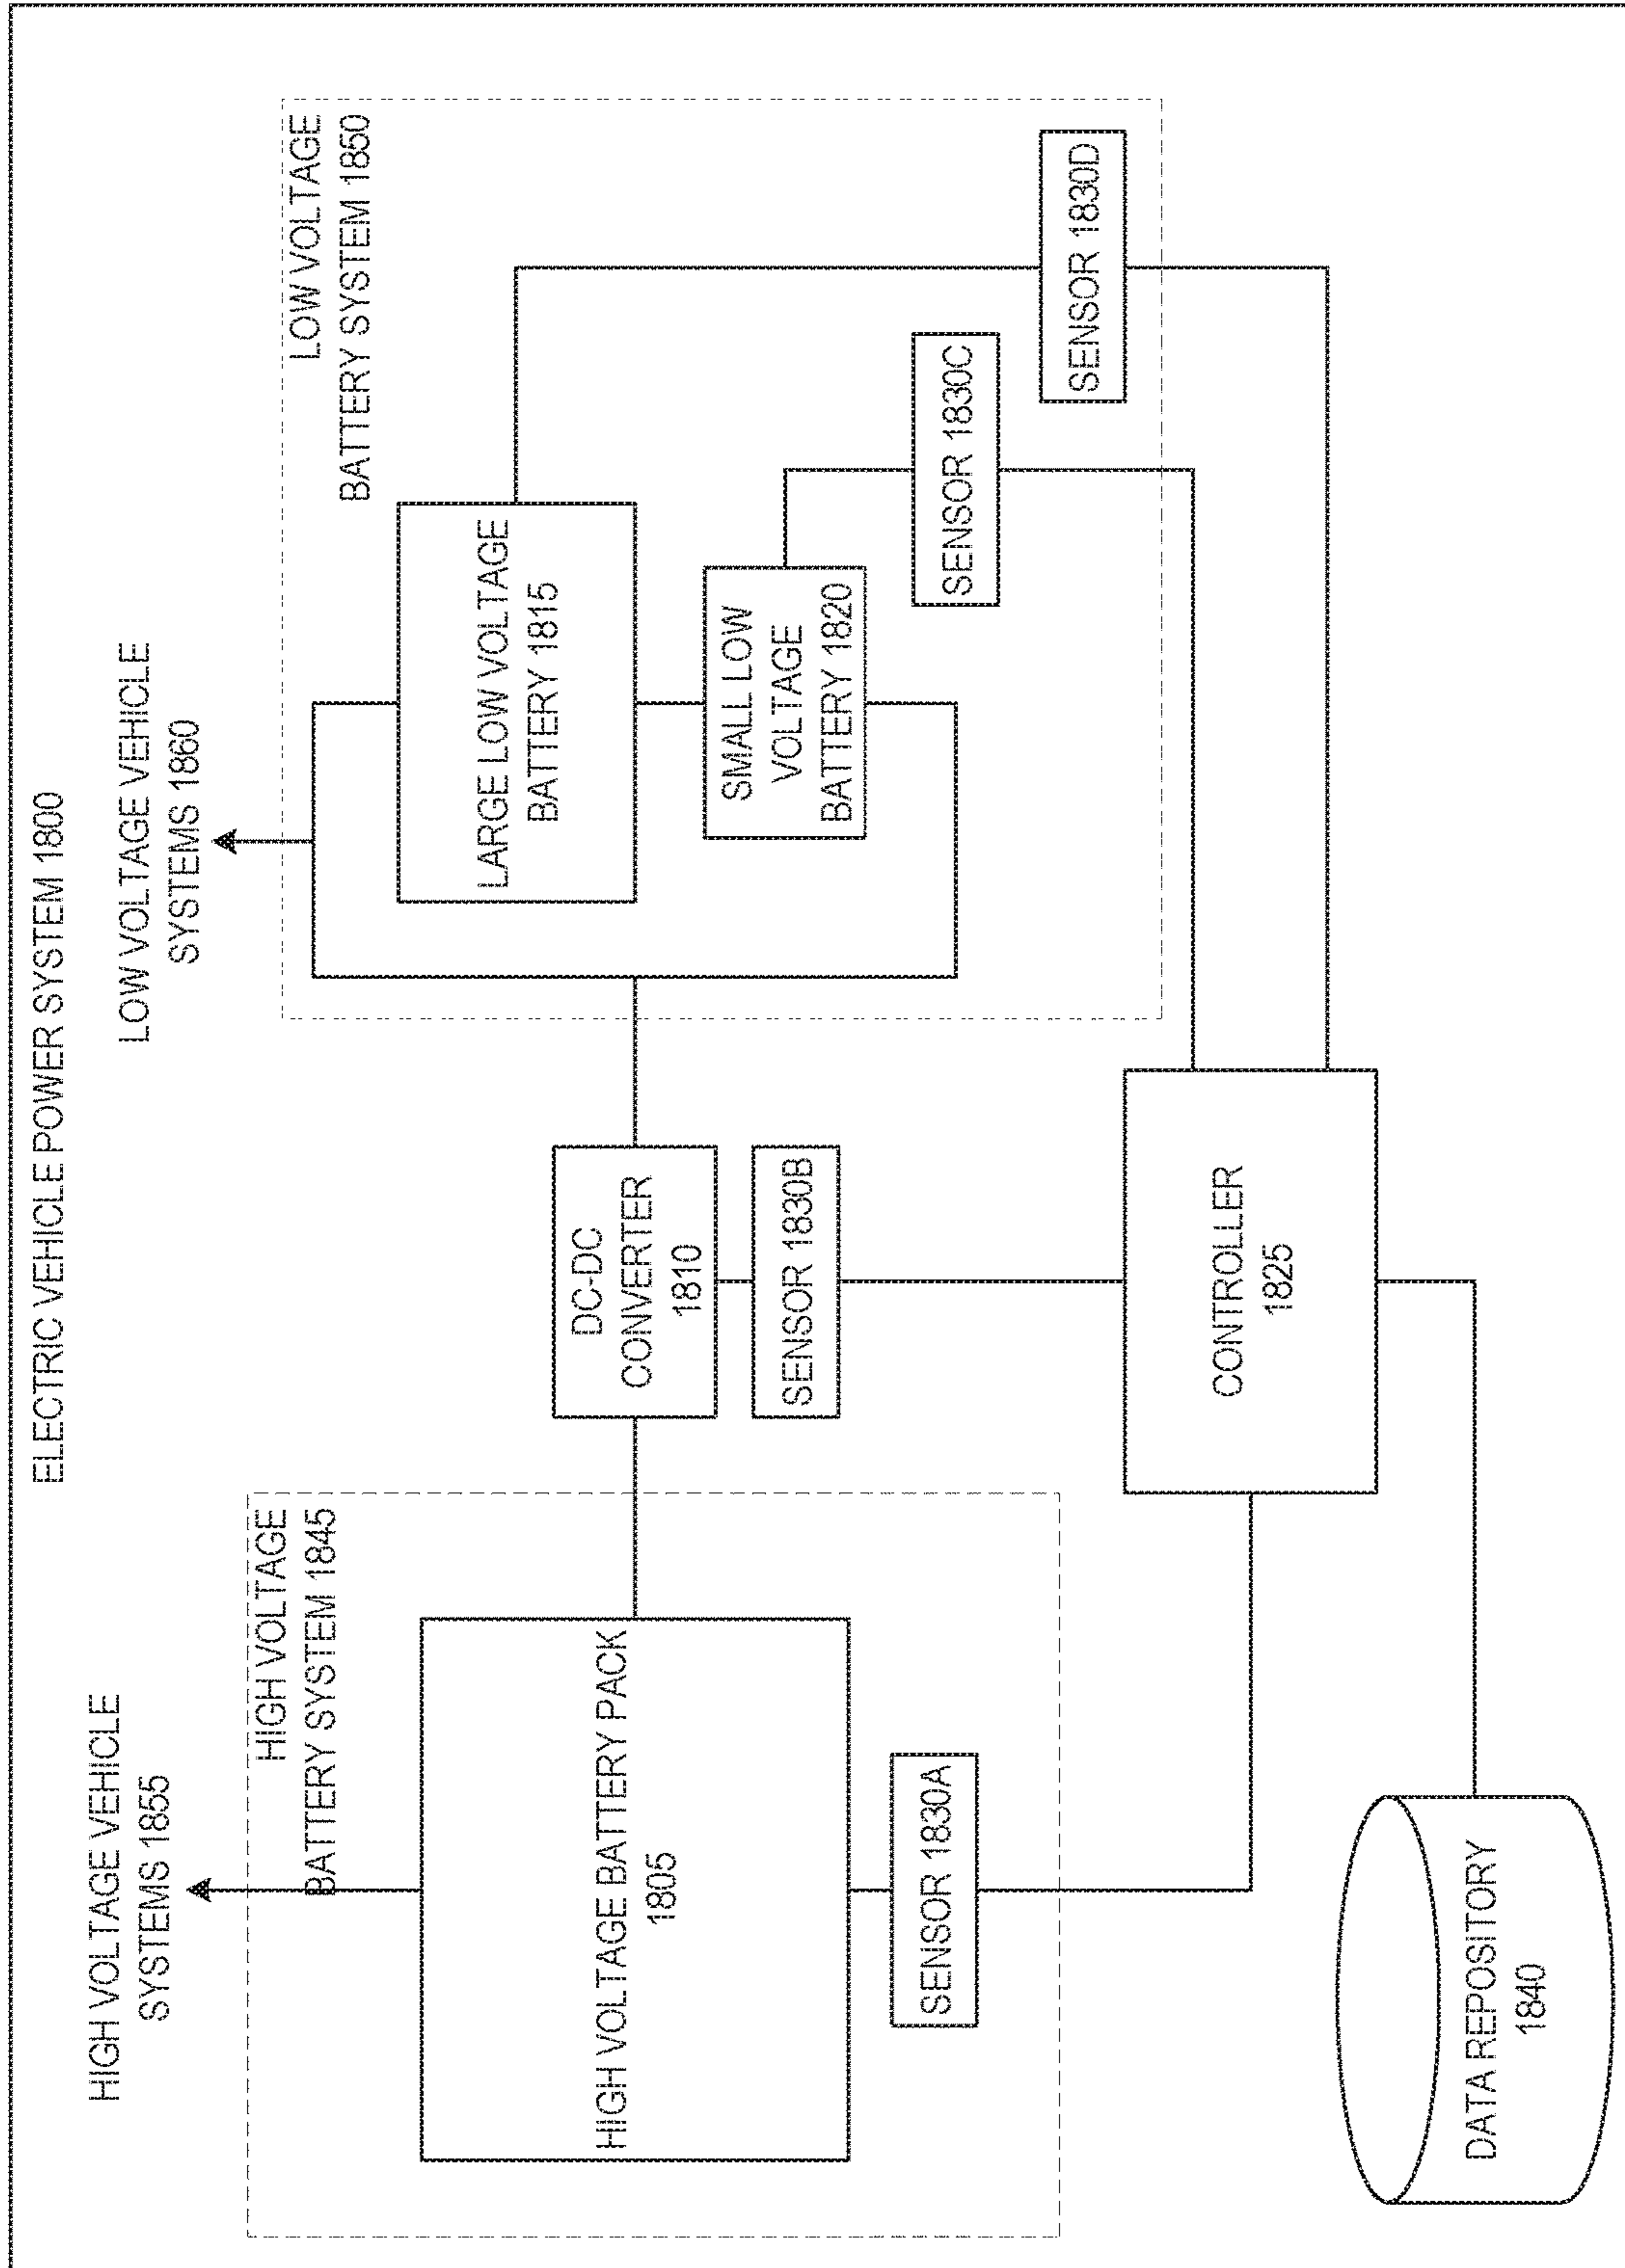 ELECTRIC VEHICLE POWER SYSTEM 1800
HIGH VOLTAGE VEHICLE
SYSTEMS 1855
LOW VOLTAGE VEHICLE
SYSTEMS 1860
HIGH VOLTAGE
BATTERY SYSTEM 1845
LOW VOLTAGE
BATTERY SYSTEM 1850
HIGH VOLTAGE BATTERY PACK
1805
DC-DC
CONVERTER
1810
LARGE LOW VOLTAGE
BATTERY 1815
SMALL LOW
VOLTAGE
BATTERY 1820
SENSOR 1830A
SENSOR 1830B
SENSOR 1830C
SENSOR 1830D
CONTROLLER
1825
DATA REPOSITORY
1840